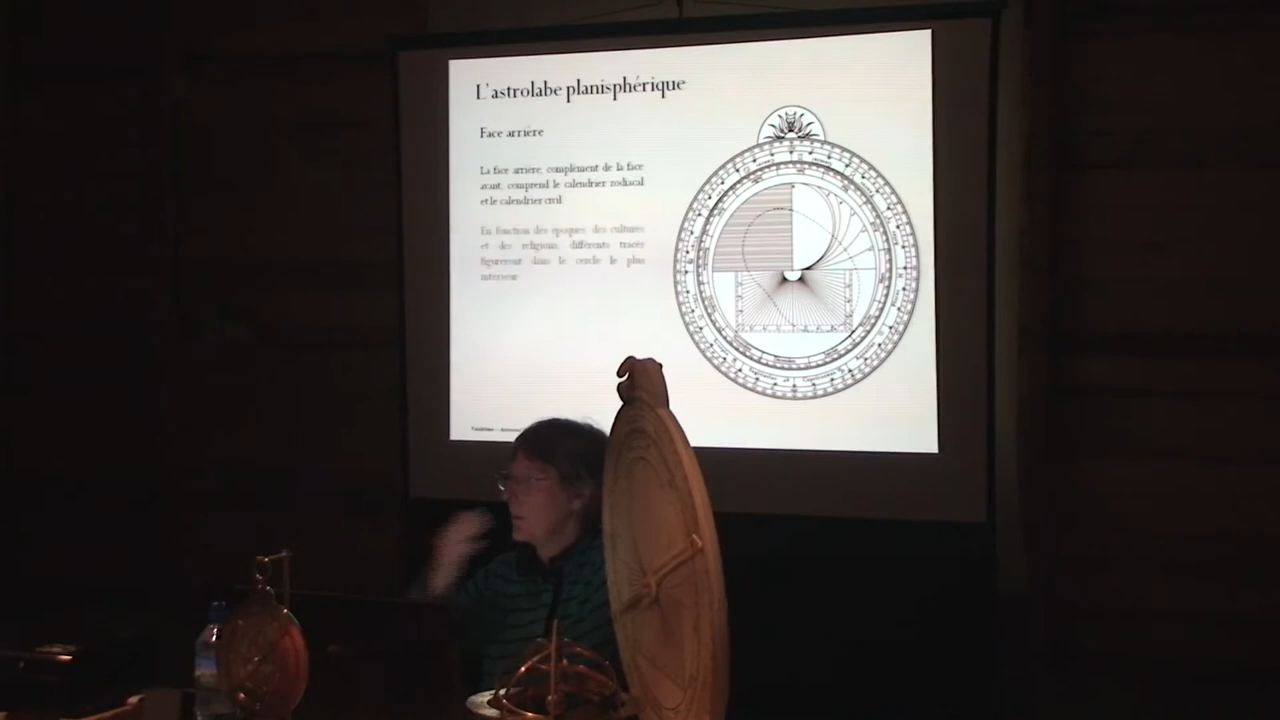 L'astrolabe planisphérique
Face arrière
La face arrière, complément de la face
avant, comprend le calendrier zodiacal
et le calendrier civil.
En fonction des époques, des cultures
et des religions, différents tracés
figureront dans le cercle le plus
intérieur.